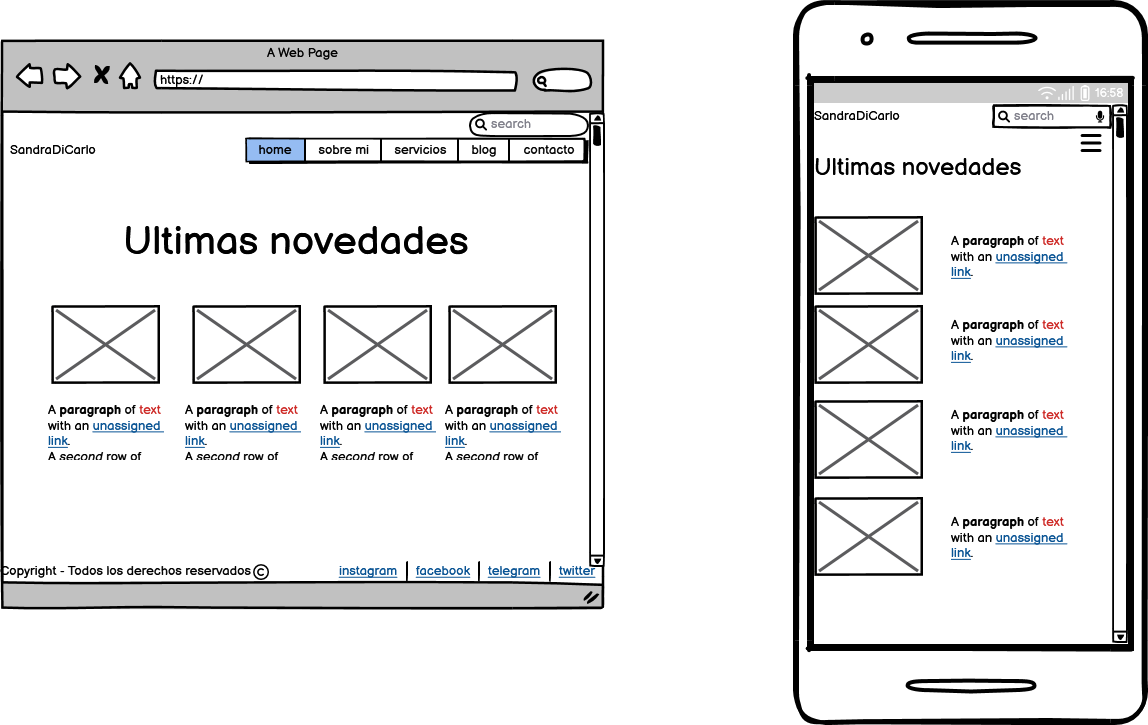 A Web Page
https://
search
SandraDiCarlo
home sobre mi servicios blog contacto
Ultimas novedades
A paragraph of text
with an unassigned
link.
A second row of
A paragraph of text
with an unassigned
link.
A second row of
A paragraph of text
with an unassigned
link.
A second row of
A paragraph of text
with an unassigned
link.
A second row of
Copyright - Todos los derechos reservados ©
instagram facebook telegram twitter
16:58
SandraDiCarlo
search
Ultimas novedades
A paragraph of text
with an unassigned
link.
A paragraph of text
with an unassigned
link.
A paragraph of text
with an unassigned
link.
A paragraph of text
with an unassigned
link.